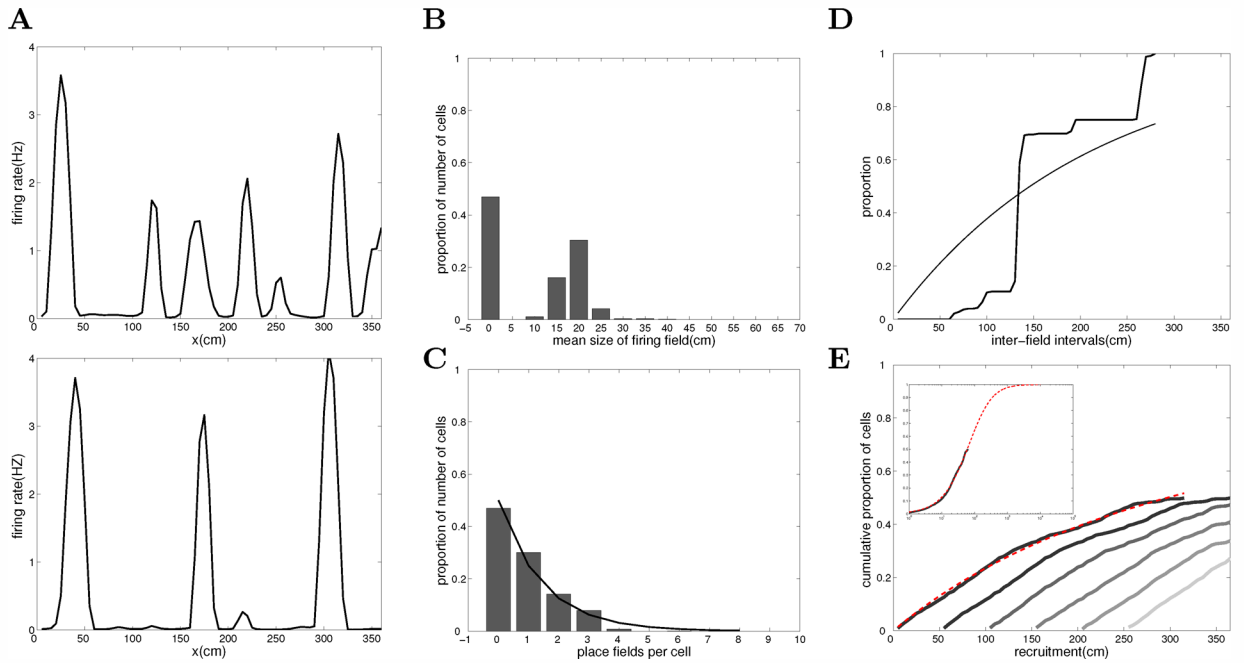 A
4
3
2
1
0
firing rate(Hz)
0 50 100 150 200 250 300 350
x(cm)
4
3
2
1
0
firing rate(HZ)
0 50 100 150 200 250 300 350
x(cm)
B
1
0.8
0.6
0.4
0.2
0
proportion of number of cells
−5 0 5 10 15 20 25 30 35 40 45 50 55 60 65 70
mean size of firing field(cm)
C
1
0.8
0.6
0.4
0.2
0
proportion of number of cells
−1 0 1 2 3 4 5 6 7 8 9 10
place fields per cell
D
1
0.8
0.6
0.4
0.2
0
proportion
0 50 100 150 200 250 300 350
inter−field intervals(cm)
E
1
0.8
0.6
0.4
0.2
0
cumulative proportion of cells
0 50 100 150 200 250 300 350
recruitment(cm)